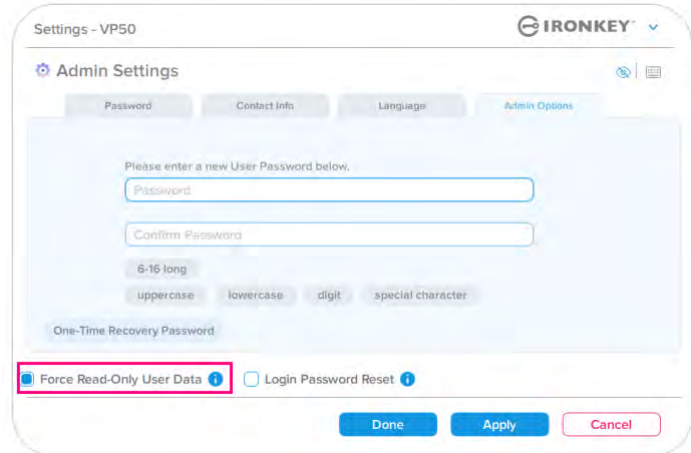 Settings - VP50
IRONKEY
Admin Settings
Password Contact Info Language Admin Options
Please enter a new User Password below.
Password
Confirm Password
6-16 long
uppercase lowercase digit special character
One-Time Recovery Password
Force Read-Only User Data Login Password Reset
Done Apply Cancel